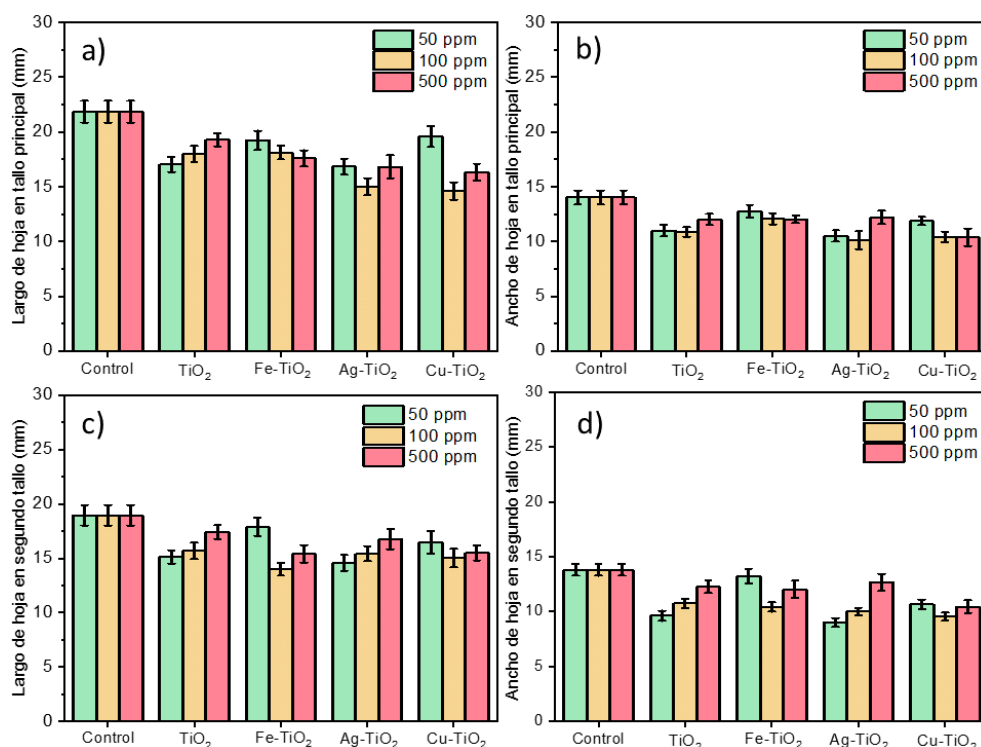 a)
50 ppm
100 ppm
500 ppm
Largo de hoja en tallo principal (mm)
30
25
20
15
10
5
0
Control TiO₂ Fe-TiO₂ Ag-TiO₂ Cu-TiO₂
b)
50 ppm
100 ppm
500 ppm
Ancho de hoja en tallo principal (mm)
30
25
20
15
10
5
0
Control TiO₂ Fe-TiO₂ Ag-TiO₂ Cu-TiO₂
c)
50 ppm
100 ppm
500 ppm
Largo de hoja en segundo tallo (mm)
30
25
20
15
10
5
0
Control TiO₂ Fe-TiO₂ Ag-TiO₂ Cu-TiO₂
d)
50 ppm
100 ppm
500 ppm
Ancho de hoja en segundo tallo (mm)
30
25
20
15
10
5
0
Control TiO₂ Fe-TiO₂ Ag-TiO₂ Cu-TiO₂